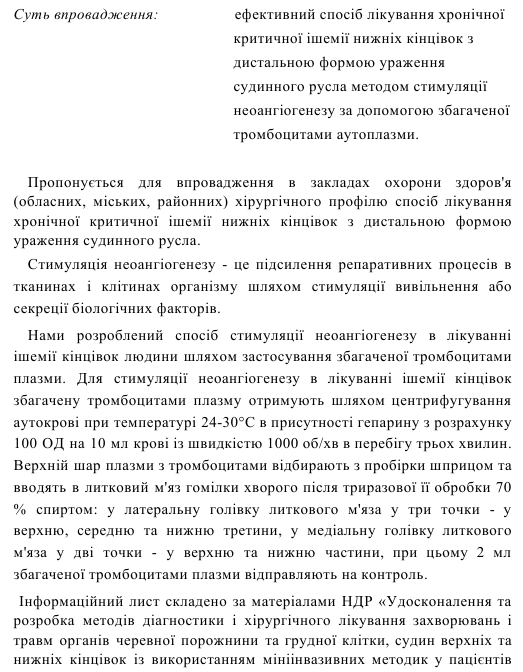 Суть впровадження: ефективний спосіб лікування хронічної
критичної ішемії нижніх кінцівок з
дистальною формою ураження
судинного русла методом стимуляції
неоангіогенезу за допомогою збагаченої
тромбоцитами аутоплазми.
Пропонується для впровадження в закладах охорони здоров'я
(обласних, міських, районних) хірургічного профілю спосіб лікування
хронічної критичної ішемії нижніх кінцівок з дистальною формою
ураження судинного русла.
Стимуляція неоангіогенезу - це підсилення репаративних процесів в
тканинах і клітинах організму шляхом стимуляції вивільнення або
секреції біологічних факторів.
Нами розроблений спосіб стимуляції неоангіогенезу в лікуванні
ішемії кінцівок людини шляхом застосування збагаченої тромбоцитами
плазми. Для стимуляції неоангіогенезу в лікуванні ішемії кінцівок
збагачену тромбоцитами плазму отримують шляхом центрифугування
аутокрові при температурі 24-30°С в присутності гепарину з розрахунку
100 ОД на 10 мл крові із швидкістю 1000 об/хв в перебігу трьох хвилин.
Верхній шар плазми з тромбоцитами відбирають з пробірки шприцом та
вводять в литковий м'яз гомілки хворого після триразової її обробки 70
% спиртом: у латеральну голівку литкового м'яза у три точки - у
верхню, середню та нижню третини, у медіальну голівку литкового
м'яза у дві точки - у верхню та нижню частини, при цьому 2 мл
збагаченої тромбоцитами плазми відправляють на контроль.
Інформаційний лист складено за матеріалами НДР «Удосконалення та
розробка методів діагностики і хірургічного лікування захворювань і
травм органів черевної порожнини та грудної клітки, судин верхніх та
нижніх кінцівок із використанням мініінвазивних методик у пацієнтів